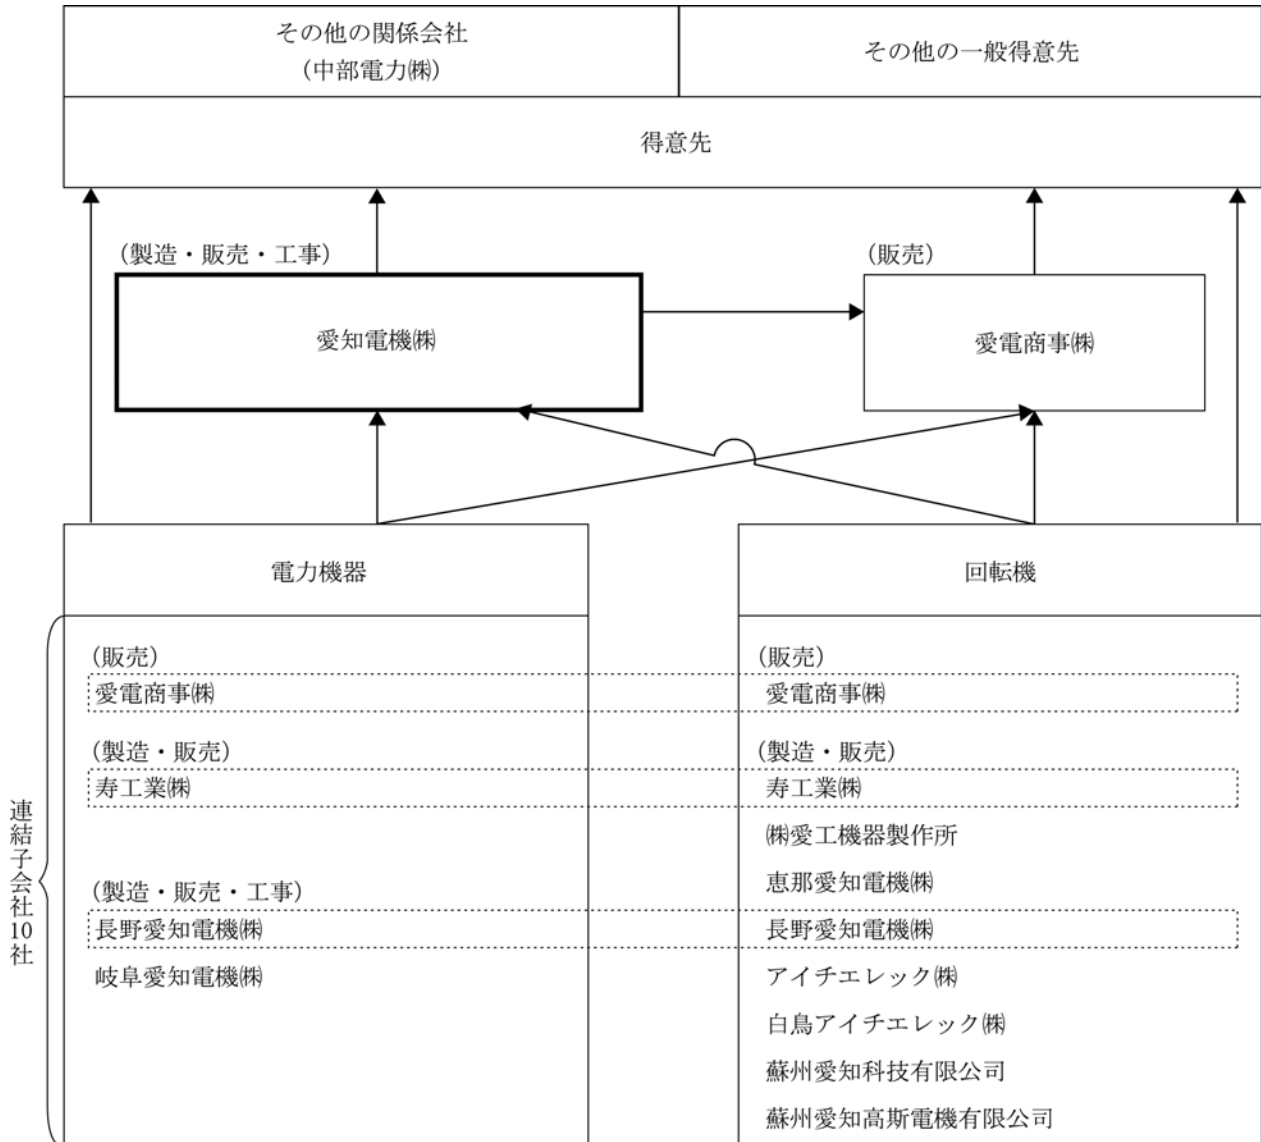 その他の関係会社
（中部電力㈱）
その他の一般得意先
得意先
（製造・販売・工事）
（販売）
愛知電機㈱
愛電商事㈱
電力機器
回転機
連結子会社10社
（販売）
愛電商事㈱
（製造・販売）
寿工業㈱
（製造・販売・工事）
長野愛知電機㈱
岐阜愛知電機㈱
（販売）
愛電商事㈱
（製造・販売）
寿工業㈱
㈱愛工機器製作所
恵那愛知電機㈱
長野愛知電機㈱
アイチエレック㈱
白鳥アイチエレック㈱
蘇州愛知科技有限公司
蘇州愛知高斯電機有限公司